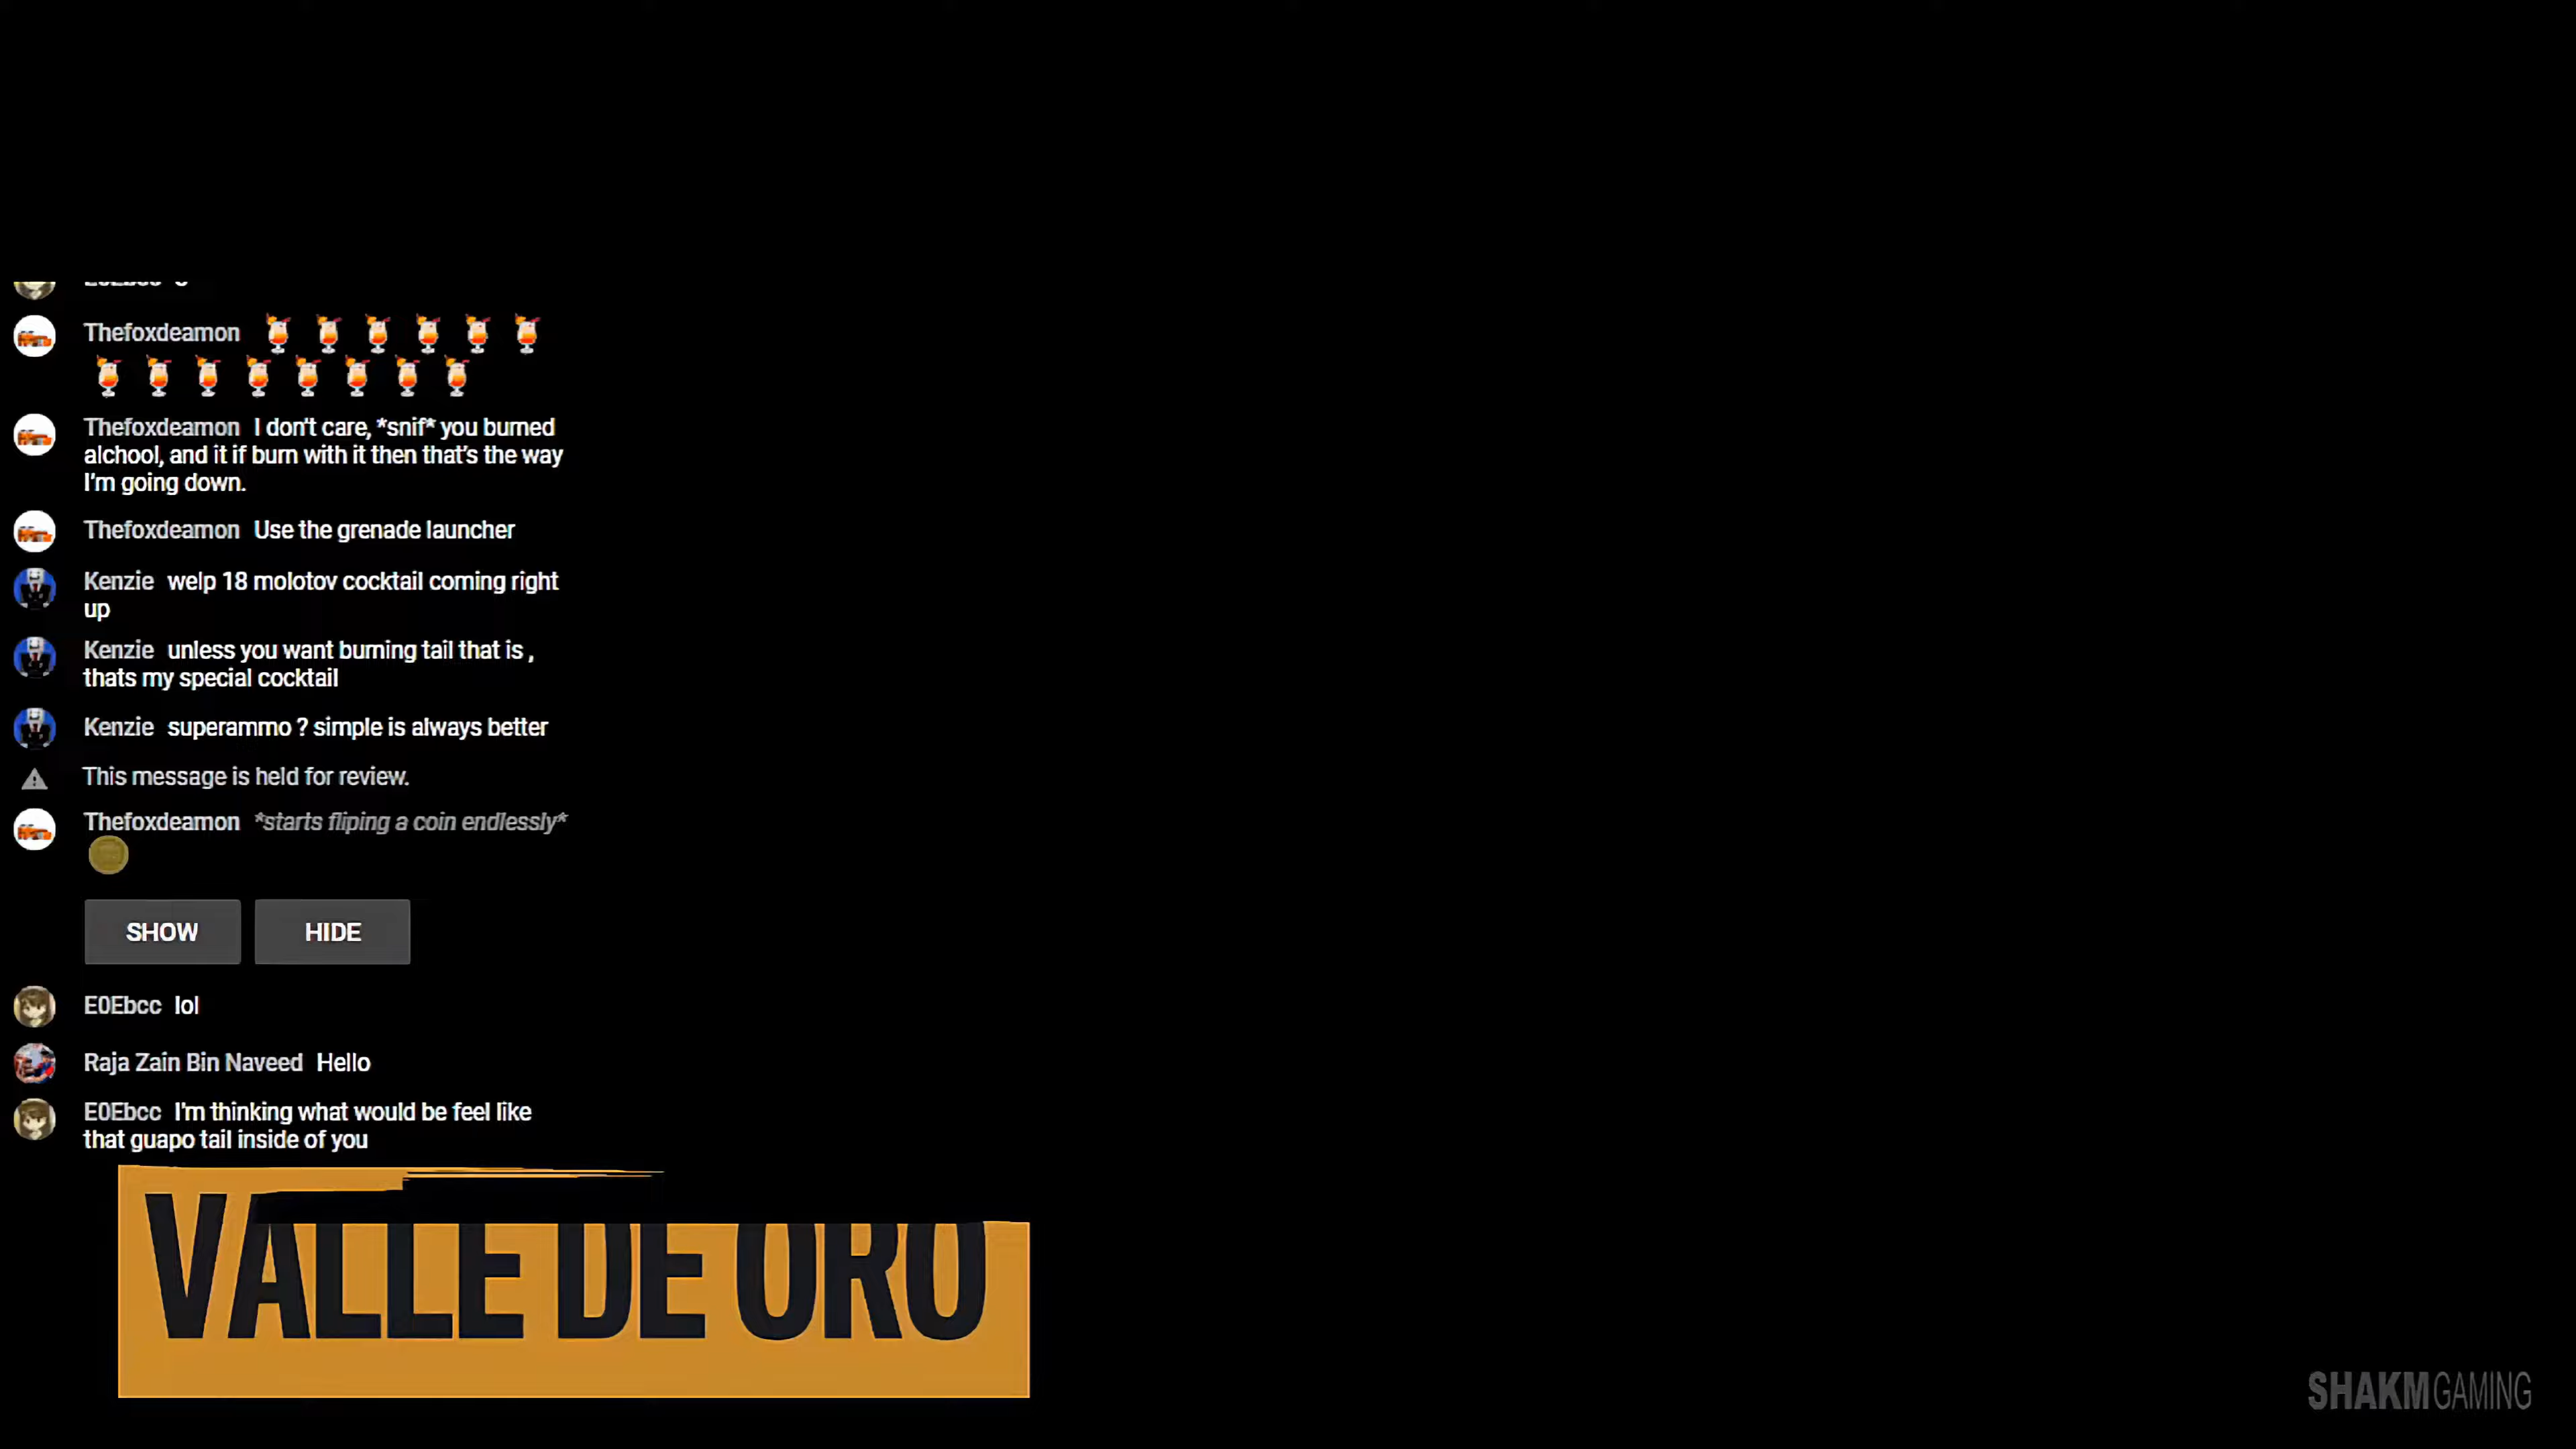 Thefoxdeamon
Thefoxdeamon I don't care, *snif* you burned
alchool, and it if burn with it then that's the way
I'm going down.
Thefoxdeamon Use the grenade launcher
Kenzie welp 18 molotov cocktail coming right
up
Kenzie unless you want burning tail that is ,
thats my special cocktail
Kenzie superammo ? simple is always better
This message is held for review.
Thefoxdeamon *starts fliping a coin endlessly*
SHOW HIDE
E0Ebcc lol
Raja Zain Bin Naveed Hello
E0Ebcc I'm thinking what would be feel like
that guapo tail inside of you
VALLE DE ORO
SHAKMGAMING